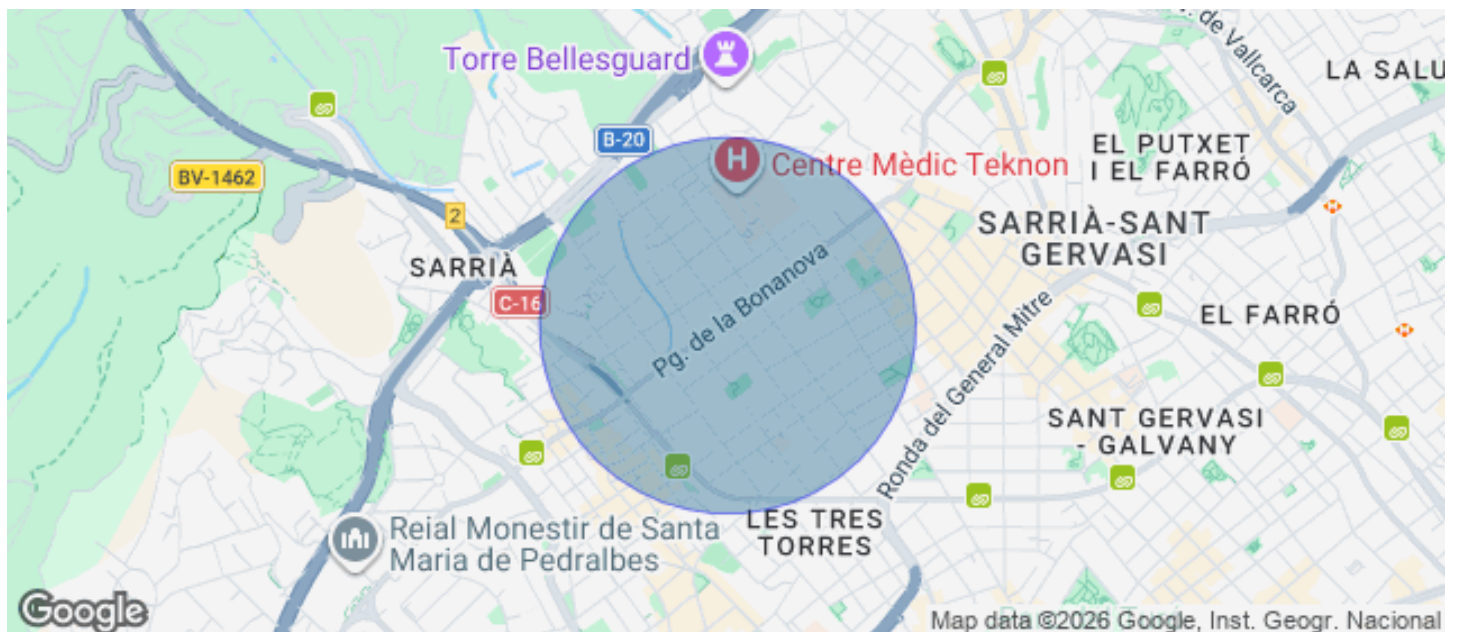 . de Vallcarca
Torre Bellesguard
LA SALU
B-20
EL PUTXET
I EL FARRÓ
H
Centre Mèdic Teknon
BV-1462
2
SARRIÀ-SANT
GERVASI
SARRIÀ
Pg. de la Bonanova
C-16
EL FARRÓ
Ronda del General Mitre
SANT GERVASI
- GALVANY
LES TRES
TORRES
Reial Monestir de Santa
Maria de Pedralbes
Google
Map data ©2026 Google, Inst. Geogr. Nacional